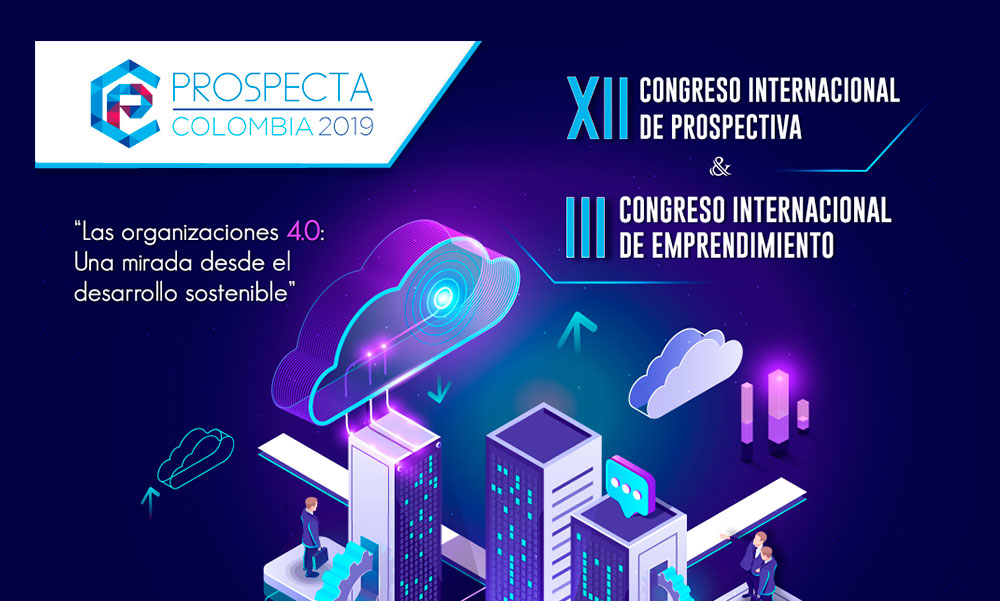 PROSPECTA
COLOMBIA 2019
XII CONGRESO INTERNACIONAL
DE PROSPECTIVA
&
III CONGRESO INTERNACIONAL
DE EMPRENDIMIENTO
“Las organizaciones 4.0:
Una mirada desde el
desarrollo sostenible”